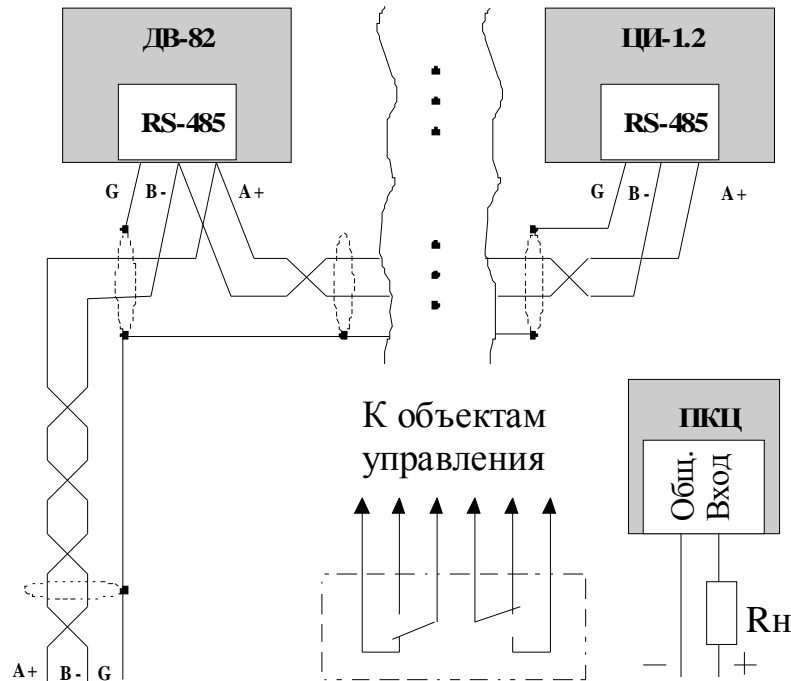 ДВ-82
ЦИ-1.2
RS-485
RS-485
G B - A +
G B - A +
К объектам
управления
ПКЦ
Общ.
Вход
Rн
— +
A + B - G